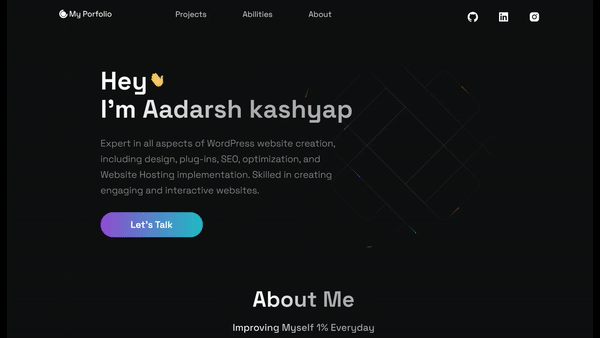 My Porfolio
Projects
Abilities
About
Hey👋
I'm Aadarsh kashyap
Expert in all aspects of WordPress website creation,
including design, plug-ins, SEO, optimization, and
Website Hosting implementation. Skilled in creating
engaging and interactive websites.
Let's Talk
About Me
Improving Myself 1% Everyday